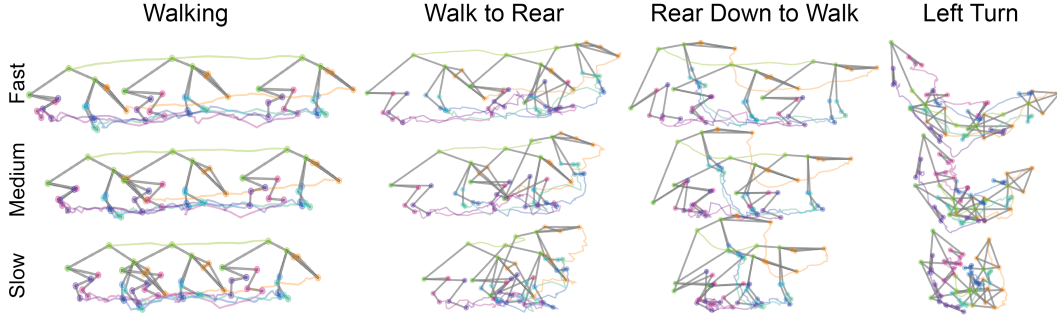 Walking
Walk to Rear
Rear Down to Walk
Left Turn
Fast
Medium
Slow